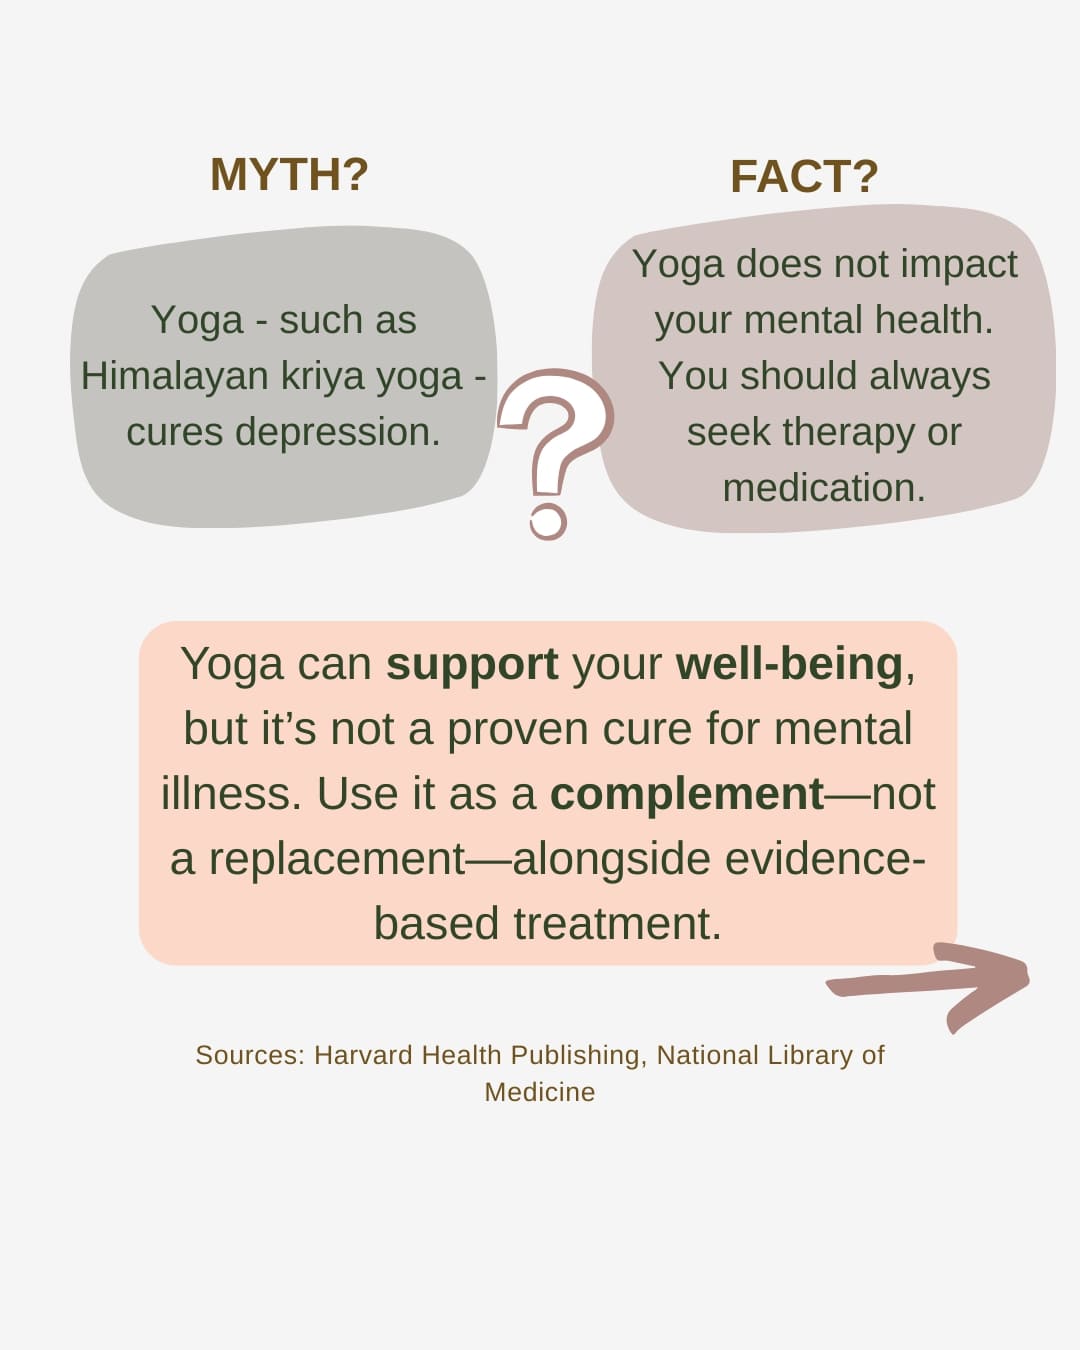 MYTH?
Yoga - such as
Himalayan kriya yoga -
cures depression.
FACT?
Yoga does not impact
your mental health.
You should always
seek therapy or
medication.
?
Yoga can support your well-being,
but it’s not a proven cure for mental
illness. Use it as a complement—not
a replacement—alongside evidence-
based treatment.
Sources: Harvard Health Publishing, National Library of
Medicine